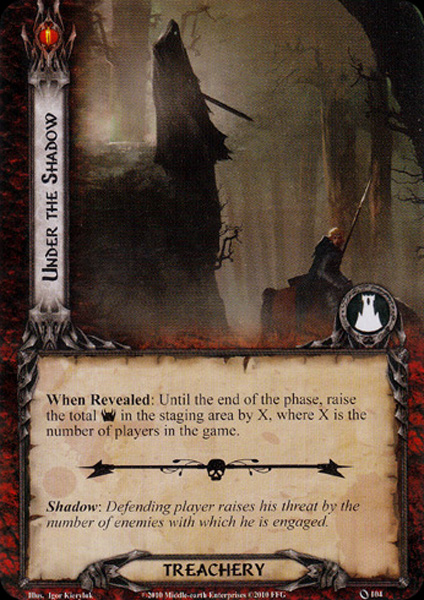 UNDER THE SHADOW
When Revealed: Until the end of the phase, raise
the total in the staging area by X, where X is the
number of players in the game.
Shadow: Defending player raises his threat by the
number of enemies with which he is engaged.
TREACHERY
Illus. Igor Kieryluk ©2010 Middle-earth Enterprises ©2010 FFG 104